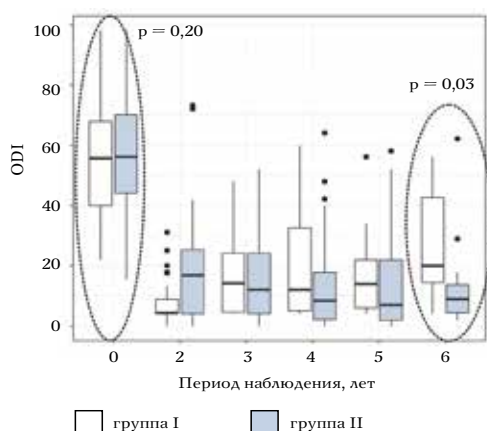 100
p = 0,20
80
p = 0,03
ODI
60
40
20
0
0 2 3 4 5 6
Период наблюдения, лет
группа I группа II